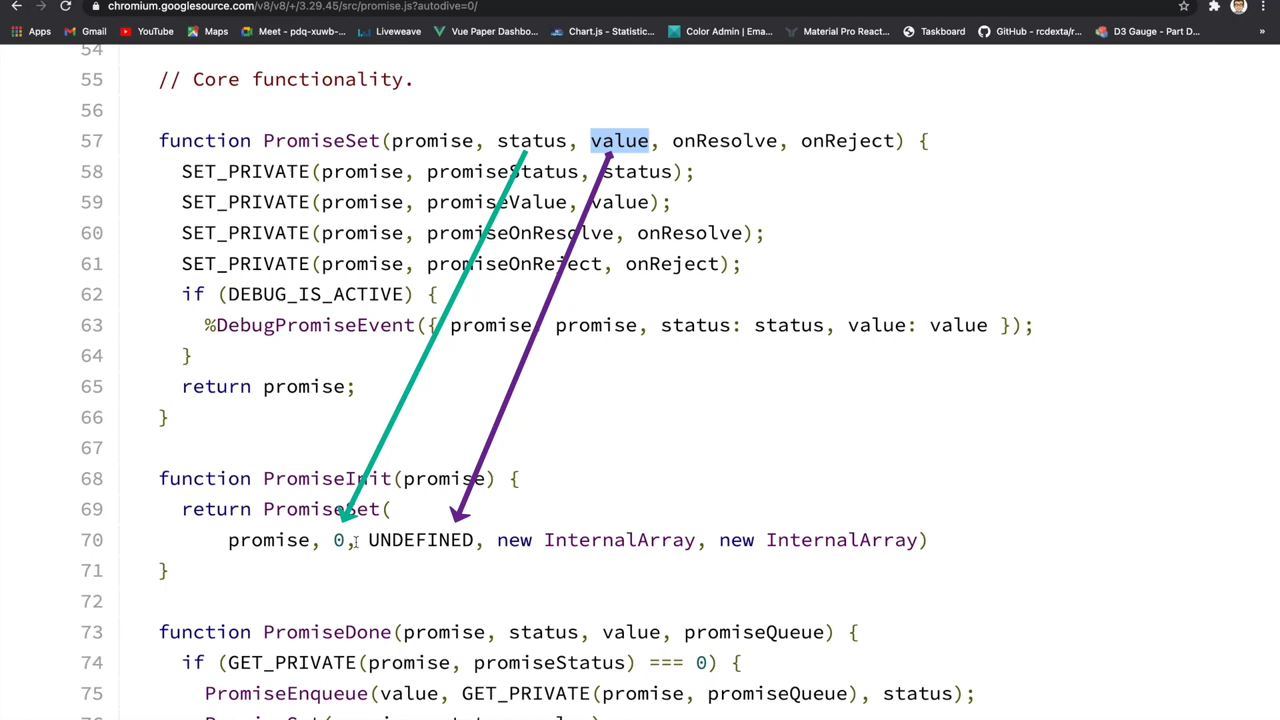 chromium.googlesource.com/v8/v8/+/3.29.45/src/promise.js?autodive=0/
Apps Gmail YouTube Maps Meet - pdq-xuwb-... Liveweave Vue Paper Dashbo... Chart.js - Statistic... Color Admin | Ema... Material Pro React... Taskboard GitHub - rcdexta/r... D3 Gauge - Part D... »
54
55 // Core functionality.
56
57 function PromiseSet(promise, status, value, onResolve, onReject) {
58 SET_PRIVATE(promise, promiseStatus, status);
59 SET_PRIVATE(promise, promiseValue, value);
60 SET_PRIVATE(promise, promiseOnResolve, onResolve);
61 SET_PRIVATE(promise, promiseOnReject, onReject);
62 if (DEBUG_IS_ACTIVE) {
63 %DebugPromiseEvent({ promise: promise, status: status, value: value });
64 }
65 return promise;
66 }
67
68 function PromiseInit(promise) {
69 return PromiseSet(
70 promise, 0, UNDEFINED, new InternalArray, new InternalArray)
71 }
72
73 function PromiseDone(promise, status, value, promiseQueue) {
74 if (GET_PRIVATE(promise, promiseStatus) === 0) {
75 PromiseEnqueue(value, GET_PRIVATE(promise, promiseQueue), status);